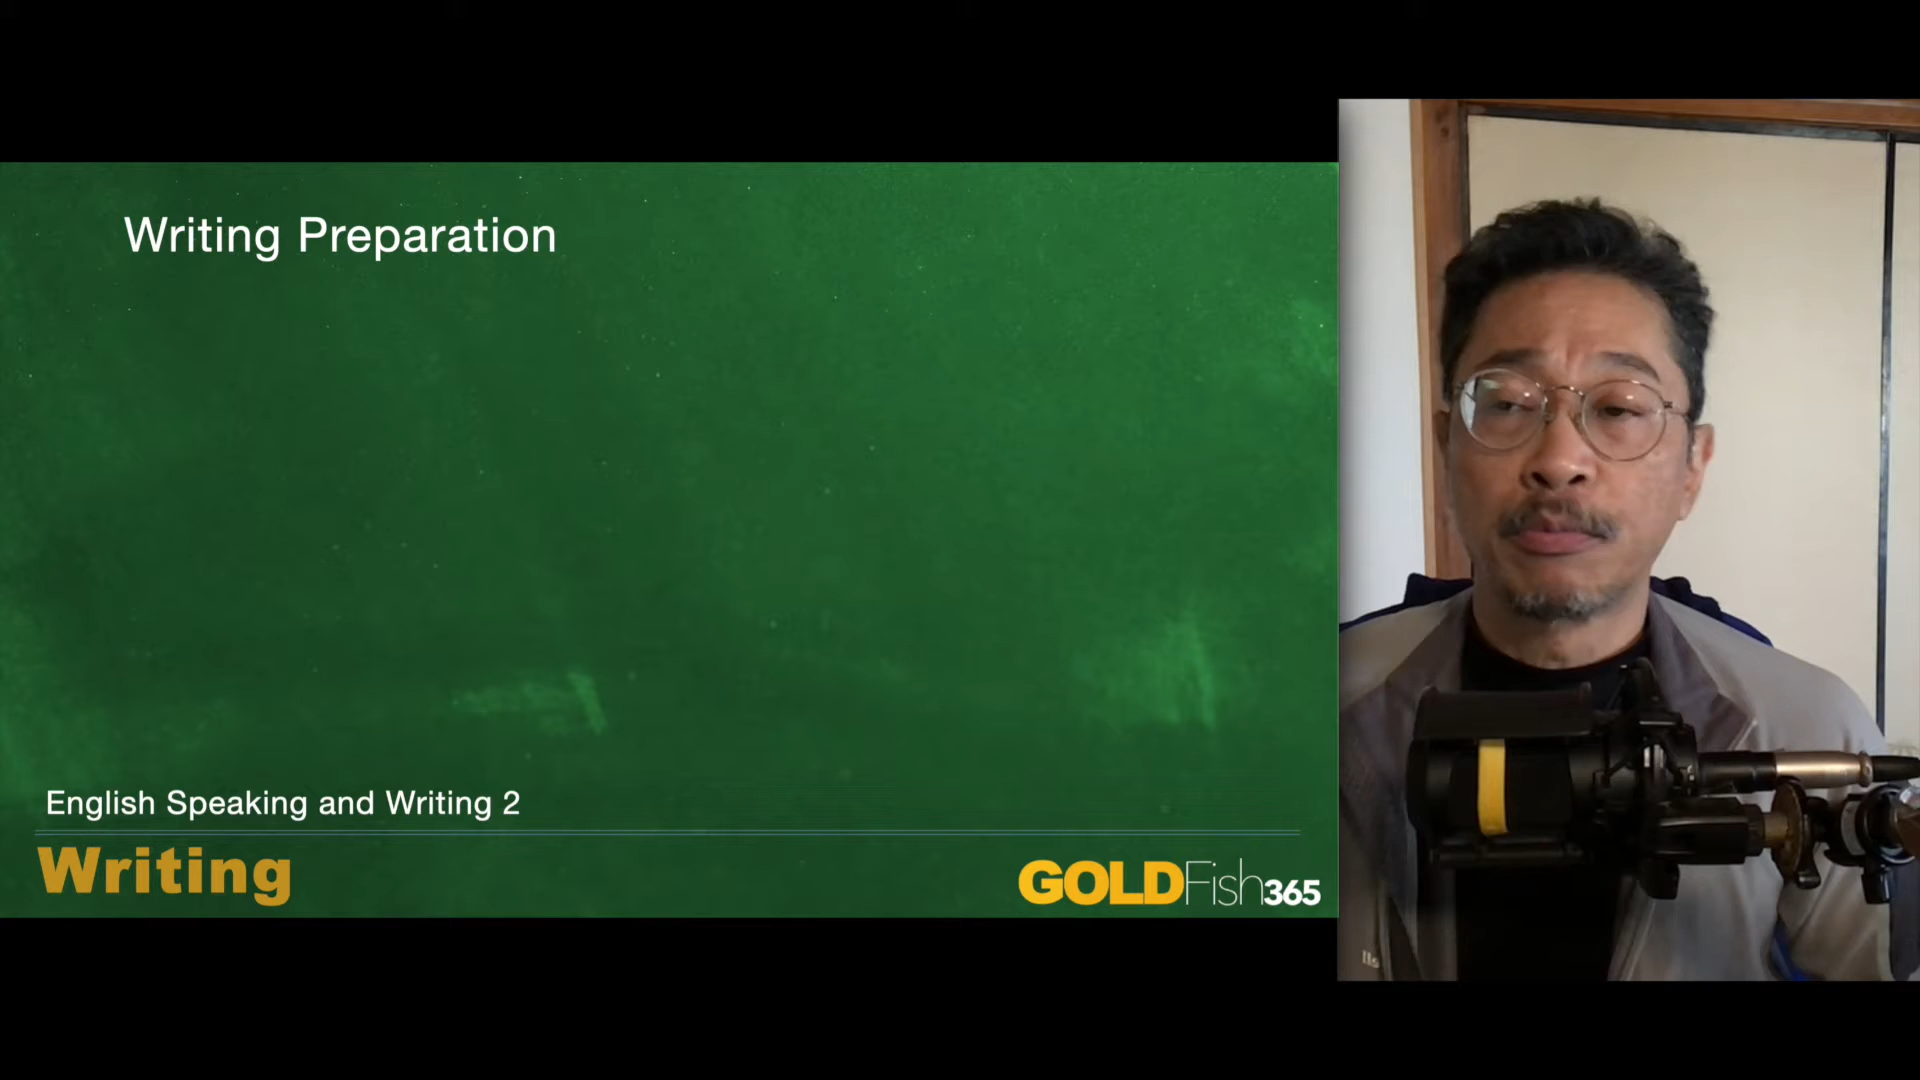 Writing Preparation
English Speaking and Writing 2
Writing
GOLDFish365